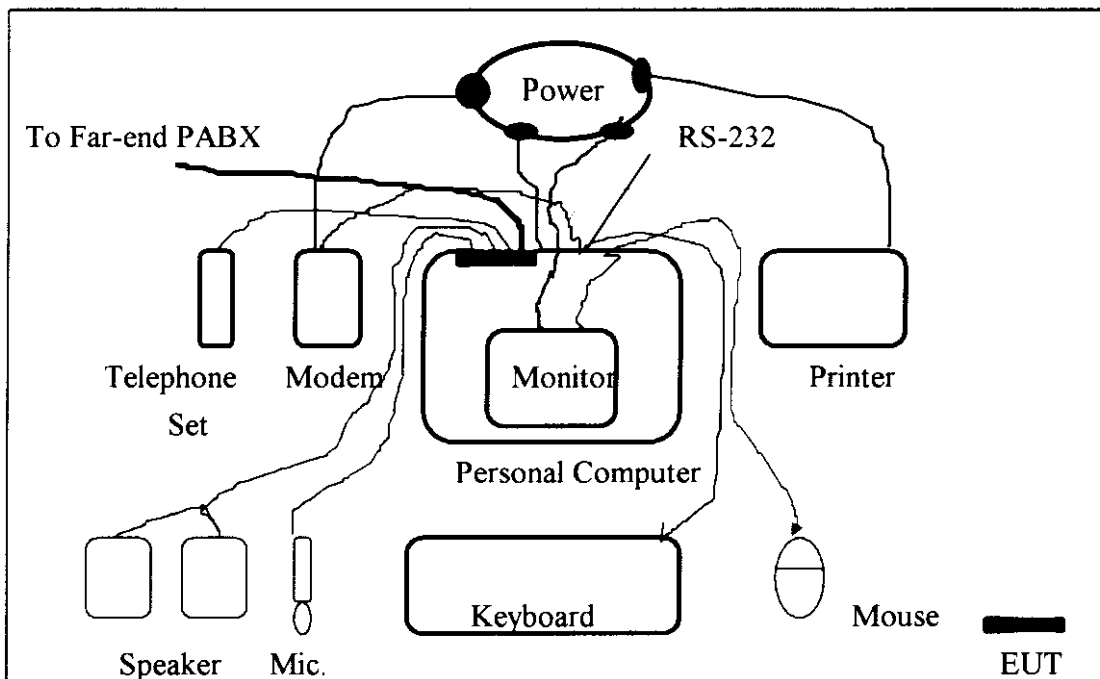 Power
To Far-end PABX
RS-232
Telephone
Set
Modem
Monitor
Printer
Personal Computer
Keyboard
Mouse
Speaker
Mic.
EUT